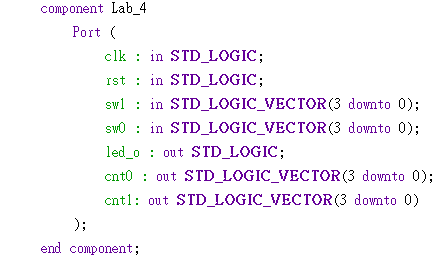 component Lab_4
Port (
clk : in STD_LOGIC;
rst : in STD_LOGIC;
sw1 : in STD_LOGIC_VECTOR(3 downto 0);
sw0 : in STD_LOGIC_VECTOR(3 downto 0);
led_o : out STD_LOGIC;
cnt0 : out STD_LOGIC_VECTOR(3 downto 0);
cnt1: out STD_LOGIC_VECTOR(3 downto 0)
);
end component;